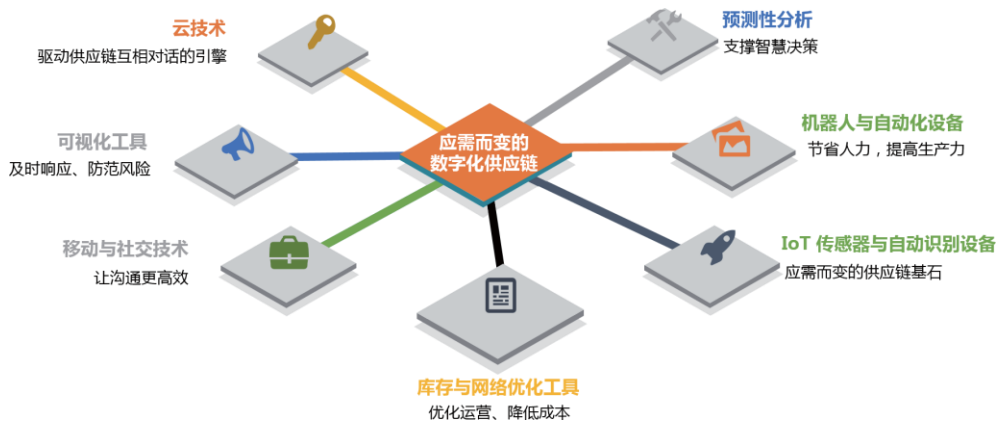 云技术
驱动供应链互相对话的引擎
预测性分析
支撑智慧决策
可视化工具
及时响应、防范风险
应需而变的
数字化供应链
机器人与自动化设备
节省人力，提高生产力
移动与社交技术
让沟通更高效
IoT 传感器与自动识别设备
应需而变的供应链基石
库存与网络优化工具
优化运营、降低成本